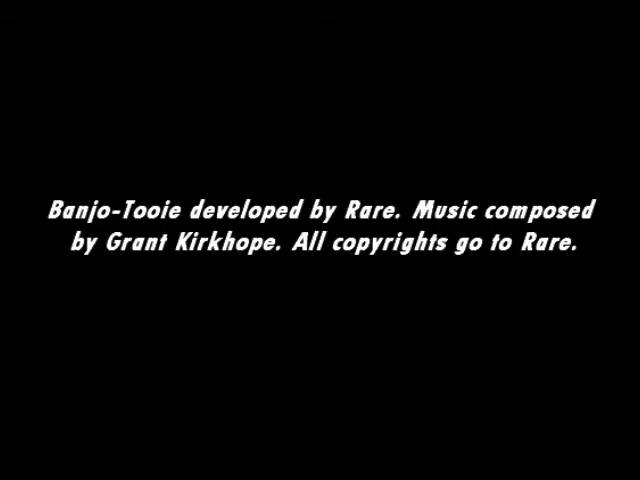 Banjo-Tooie developed by Rare. Music composed
by Grant Kirkhope. All copyrights go to Rare.